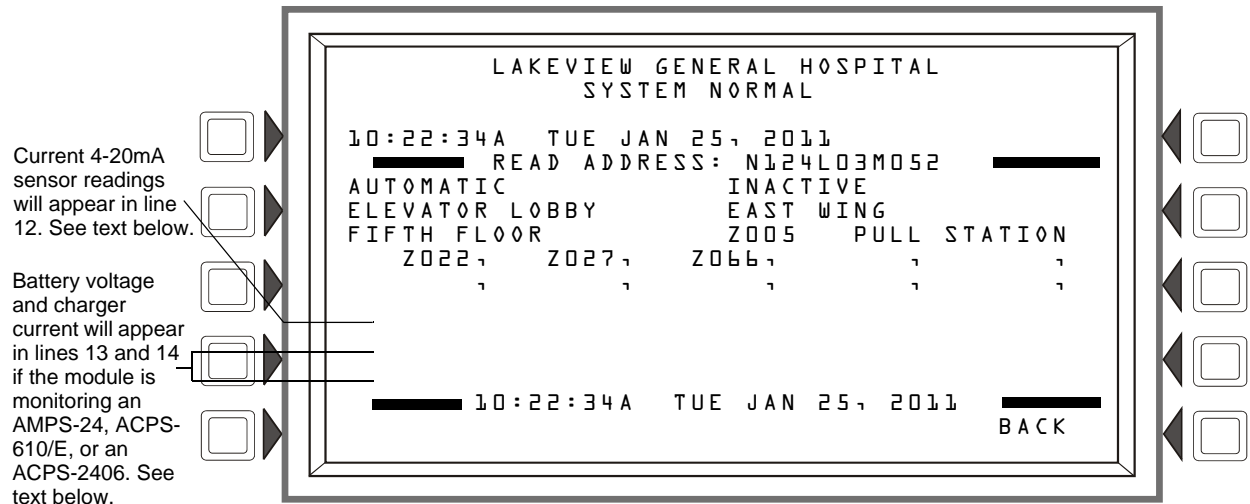 LAKEVIEW GENERAL HOSPITAL
SYSTEM NORMAL
10:22:34A TUE JAN 25, 2011
READ ADDRESS: N124L03M052
AUTOMATIC INACTIVE
ELEVATOR LOBBY EAST WING
FIFTH FLOOR Z005 PULL STATION
Z022, Z027, Z066, , ,
, , , , ,
10:22:34A TUE JAN 25, 2011
BACK
Current 4-20mA
sensor readings
will appear in line
12. See text below.
Battery voltage
and charger
current will appear
in lines 13 and 14
if the module is
monitoring an
AMPS-24, ACPS-
610/E, or an
ACPS-2406. See
text below.